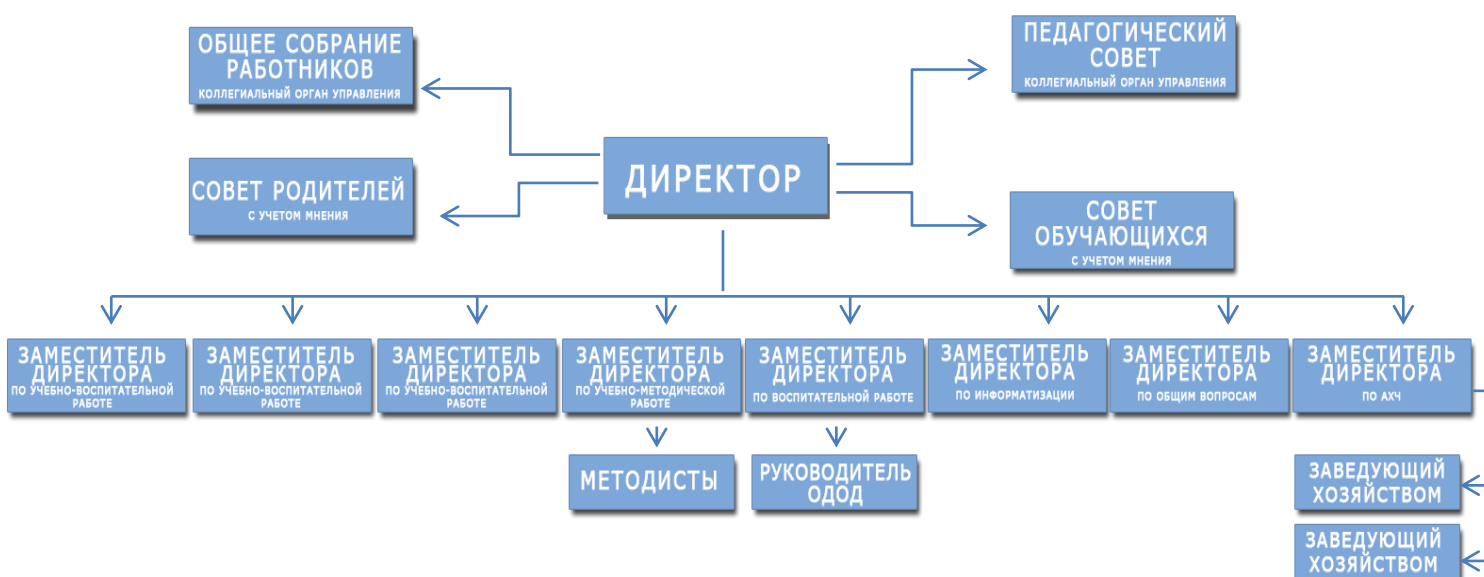 ОБЩЕЕ СОБРАНИЕ
РАБОТНИКОВ
КОЛЛЕГИАЛЬНЫЙ ОРГАН УПРАВЛЕНИЯ
ПЕДАГОГИЧЕСКИЙ
СОВЕТ
КОЛЛЕГИАЛЬНЫЙ ОРГАН УПРАВЛЕНИЯ
ДИРЕКТОР
СОВЕТ РОДИТЕЛЕЙ
С УЧЕТОМ МНЕНИЯ
СОВЕТ
ОБУЧАЮЩИХСЯ
С УЧЕТОМ МНЕНИЯ
ЗАМЕСТИТЕЛЬ
ДИРЕКТОРА
ПО УЧЕБНО-ВОСПИТАТЕЛЬНОЙ
РАБОТЕ
ЗАМЕСТИТЕЛЬ
ДИРЕКТОРА
ПО УЧЕБНО-ВОСПИТАТЕЛЬНОЙ
РАБОТЕ
ЗАМЕСТИТЕЛЬ
ДИРЕКТОРА
ПО УЧЕБНО-ВОСПИТАТЕЛЬНОЙ
РАБОТЕ
ЗАМЕСТИТЕЛЬ
ДИРЕКТОРА
ПО УЧЕБНО-МЕТОДИЧЕСКОЙ
РАБОТЕ
ЗАМЕСТИТЕЛЬ
ДИРЕКТОРА
ПО ВОСПИТАТЕЛЬНОЙ РАБОТЕ
ЗАМЕСТИТЕЛЬ
ДИРЕКТОРА
ПО ИНФОРМАТИЗАЦИИ
ЗАМЕСТИТЕЛЬ
ДИРЕКТОРА
ПО ОБЩИМ ВОПРОСАМ
ЗАМЕСТИТЕЛЬ
ДИРЕКТОРА
ПО АХЧ
МЕТОДИСТЫ
РУКОВОДИТЕЛЬ
ОДОД
ЗАВЕДУЮЩИЙ
ХОЗЯЙСТВОМ
ЗАВЕДУЮЩИЙ
ХОЗЯЙСТВОМ